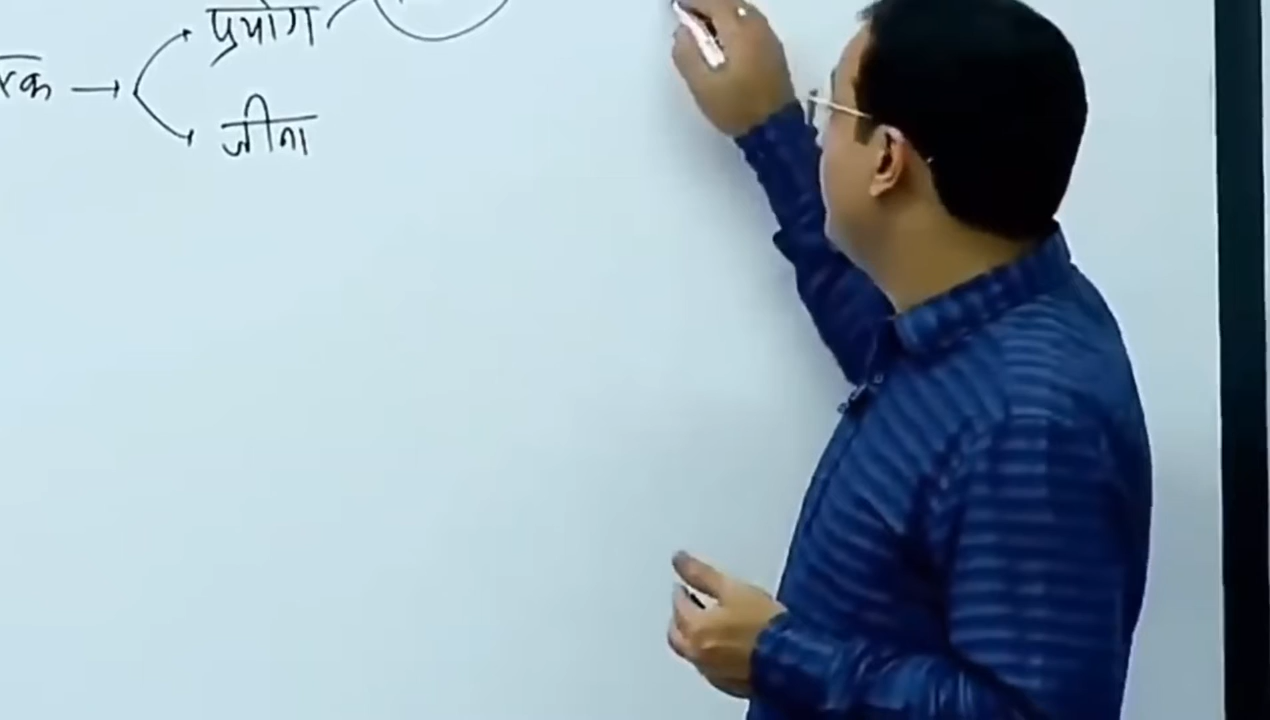 प्रयोग
रक →
जीना